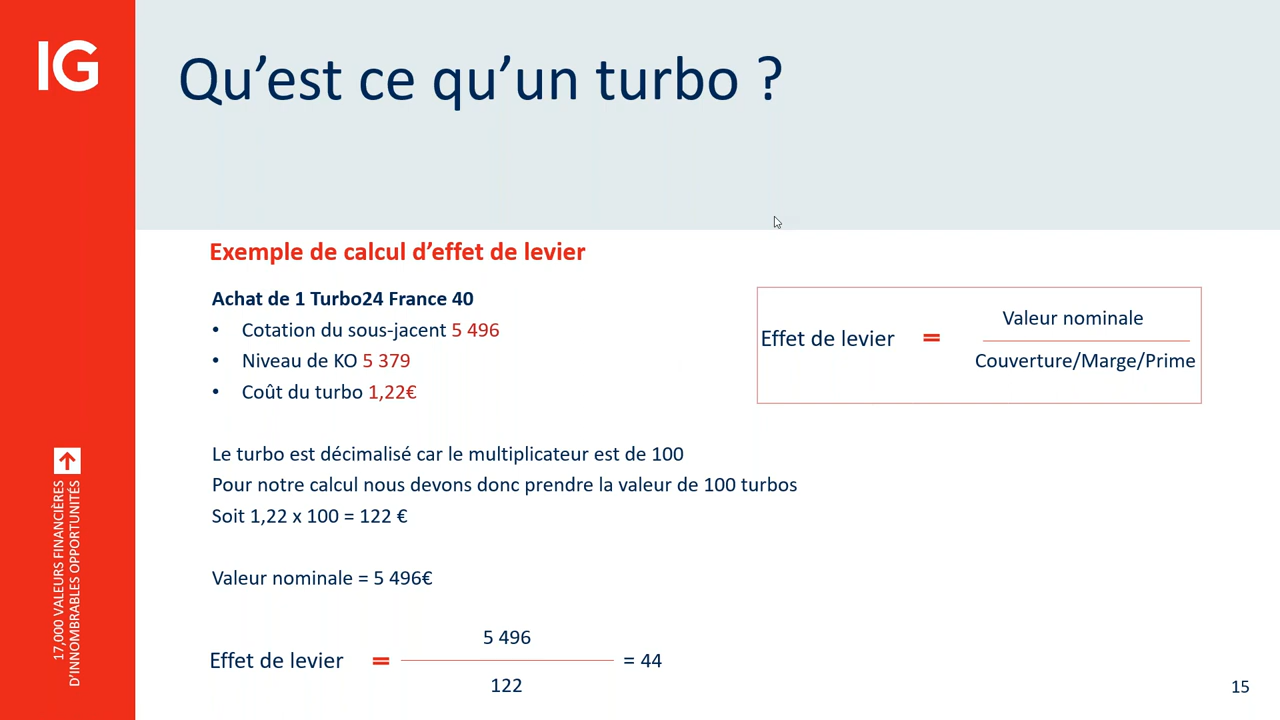 IG
Qu’est ce qu’un turbo ?
Exemple de calcul d’effet de levier
Achat de 1 Turbo24 France 40
• Cotation du sous-jacent 5 496
• Niveau de KO 5 379
• Coût du turbo 1,22€
Effet de levier = Valeur nominale
Couverture/Marge/Prime
Le turbo est décimalisé car le multiplicateur est de 100
Pour notre calcul nous devons donc prendre la valeur de 100 turbos
Soit 1,22 x 100 = 122 €
Valeur nominale = 5 496€
5 496
Effet de levier = = 44
122
17,000 VALEURS FINANCIÈRES
D’INNOMBRABLES OPPORTUNITÉS
15